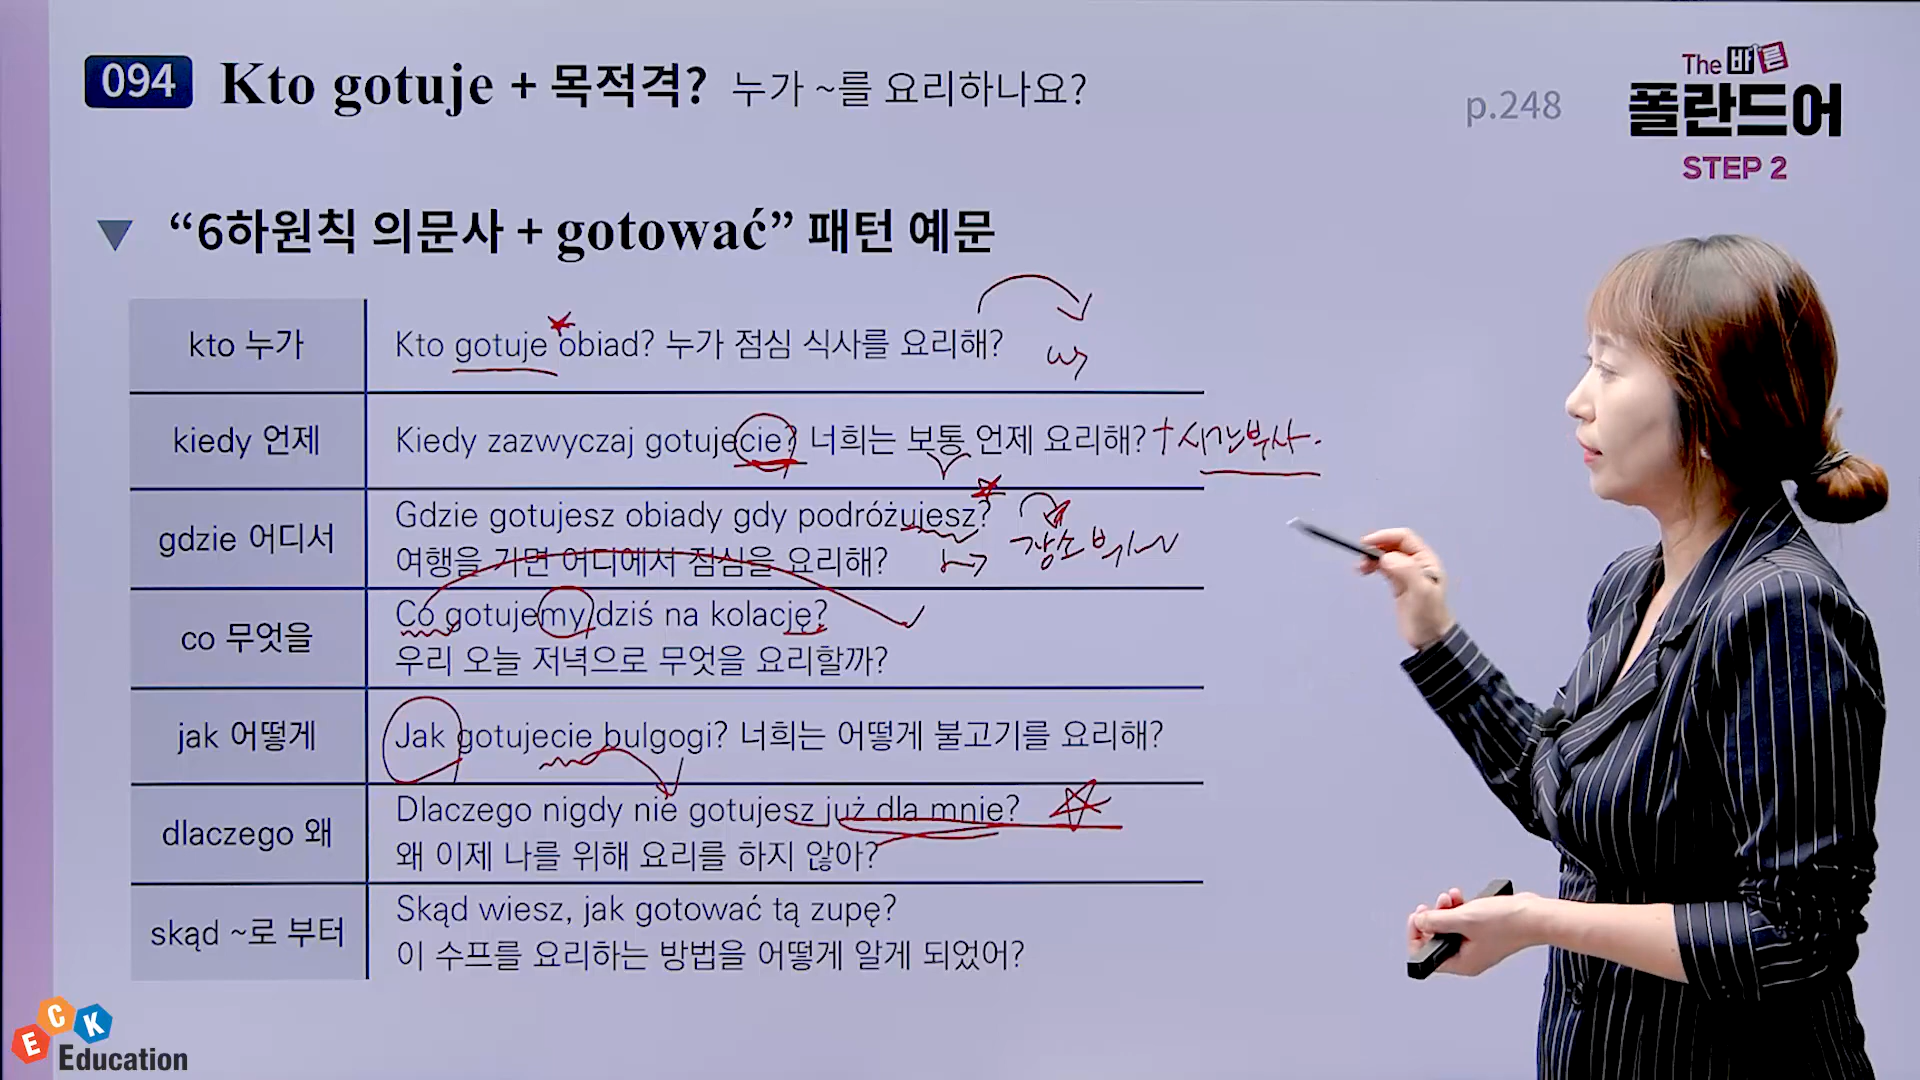 094 Kto gotuje + 목적격? 누가 ~를 요리하나요?
p.248
The 바른
폴란드어
STEP 2
“6하원칙 의문사 + gotować” 패턴 예문
kto 누가
Kto gotuje obiad? 누가 점심 식사를 요리해?
kiedy 언제
Kiedy zazwyczaj gotujecie? 너희는 보통 언제 요리해? + 시간부사.
gdzie 어디서
Gdzie gotujesz obiady gdy podróżujesz?
여행을 가면 어디에서 점심을 요리해?
장소부사
co 무엇을
Co gotujemy dziś na kolację?
우리 오늘 저녁으로 무엇을 요리할까?
jak 어떻게
Jak gotujecie bulgogi? 너희는 어떻게 불고기를 요리해?
dlaczego 왜
Dlaczego nigdy nie gotujesz już dla mnie?
왜 이제 나를 위해 요리를 하지 않아?
skąd ~로 부터
Skąd wiesz, jak gotować tą zupę?
이 수프를 요리하는 방법을 어떻게 알게 되었어?
ECK
Education